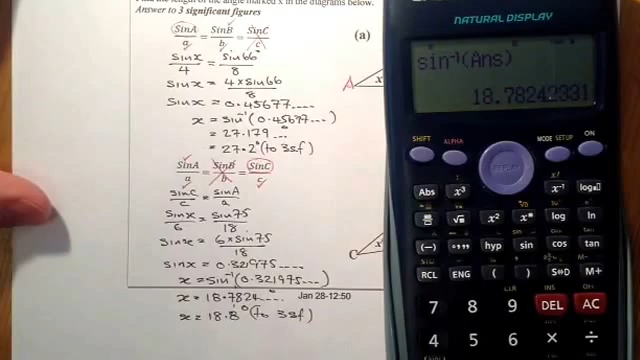 Find the length of the angle marked x in the diagrams below.
Answer to 3 significant figures
SinA/a = SinB/b = SinC/c
(a)
A
x
sinx/4 = sin66°/8
sinx = 4 × sin66/8
sinx = 0.45677....
x = sin⁻¹(0.45677....)
= 27.179...°
= 27.2° (to 3sf)
SinA/a = SinB/b = SinC/c
sinC/c = sinA/a
sinx/6 = sin75/18
sinx = 6 × sin75/18
sinx = 0.321975....
x = sin⁻¹(0.321975....)
x = 18.7824....°
x = 18.8° (to 3sf)
Jan 28-12:50
C
x
NATURAL DISPLAY
sin⁻¹(Ans)
18.78242331
SHIFT ALPHA REPLAY MODE SETUP ON
Abs x³ x⁻¹ logₐ
x! 
√ x² log ln
(−) °,,, hyp sin cos tan
RCL ENG ( ) S⇔D M+
7 8 9 DEL AC
INS OFF
4 5 6